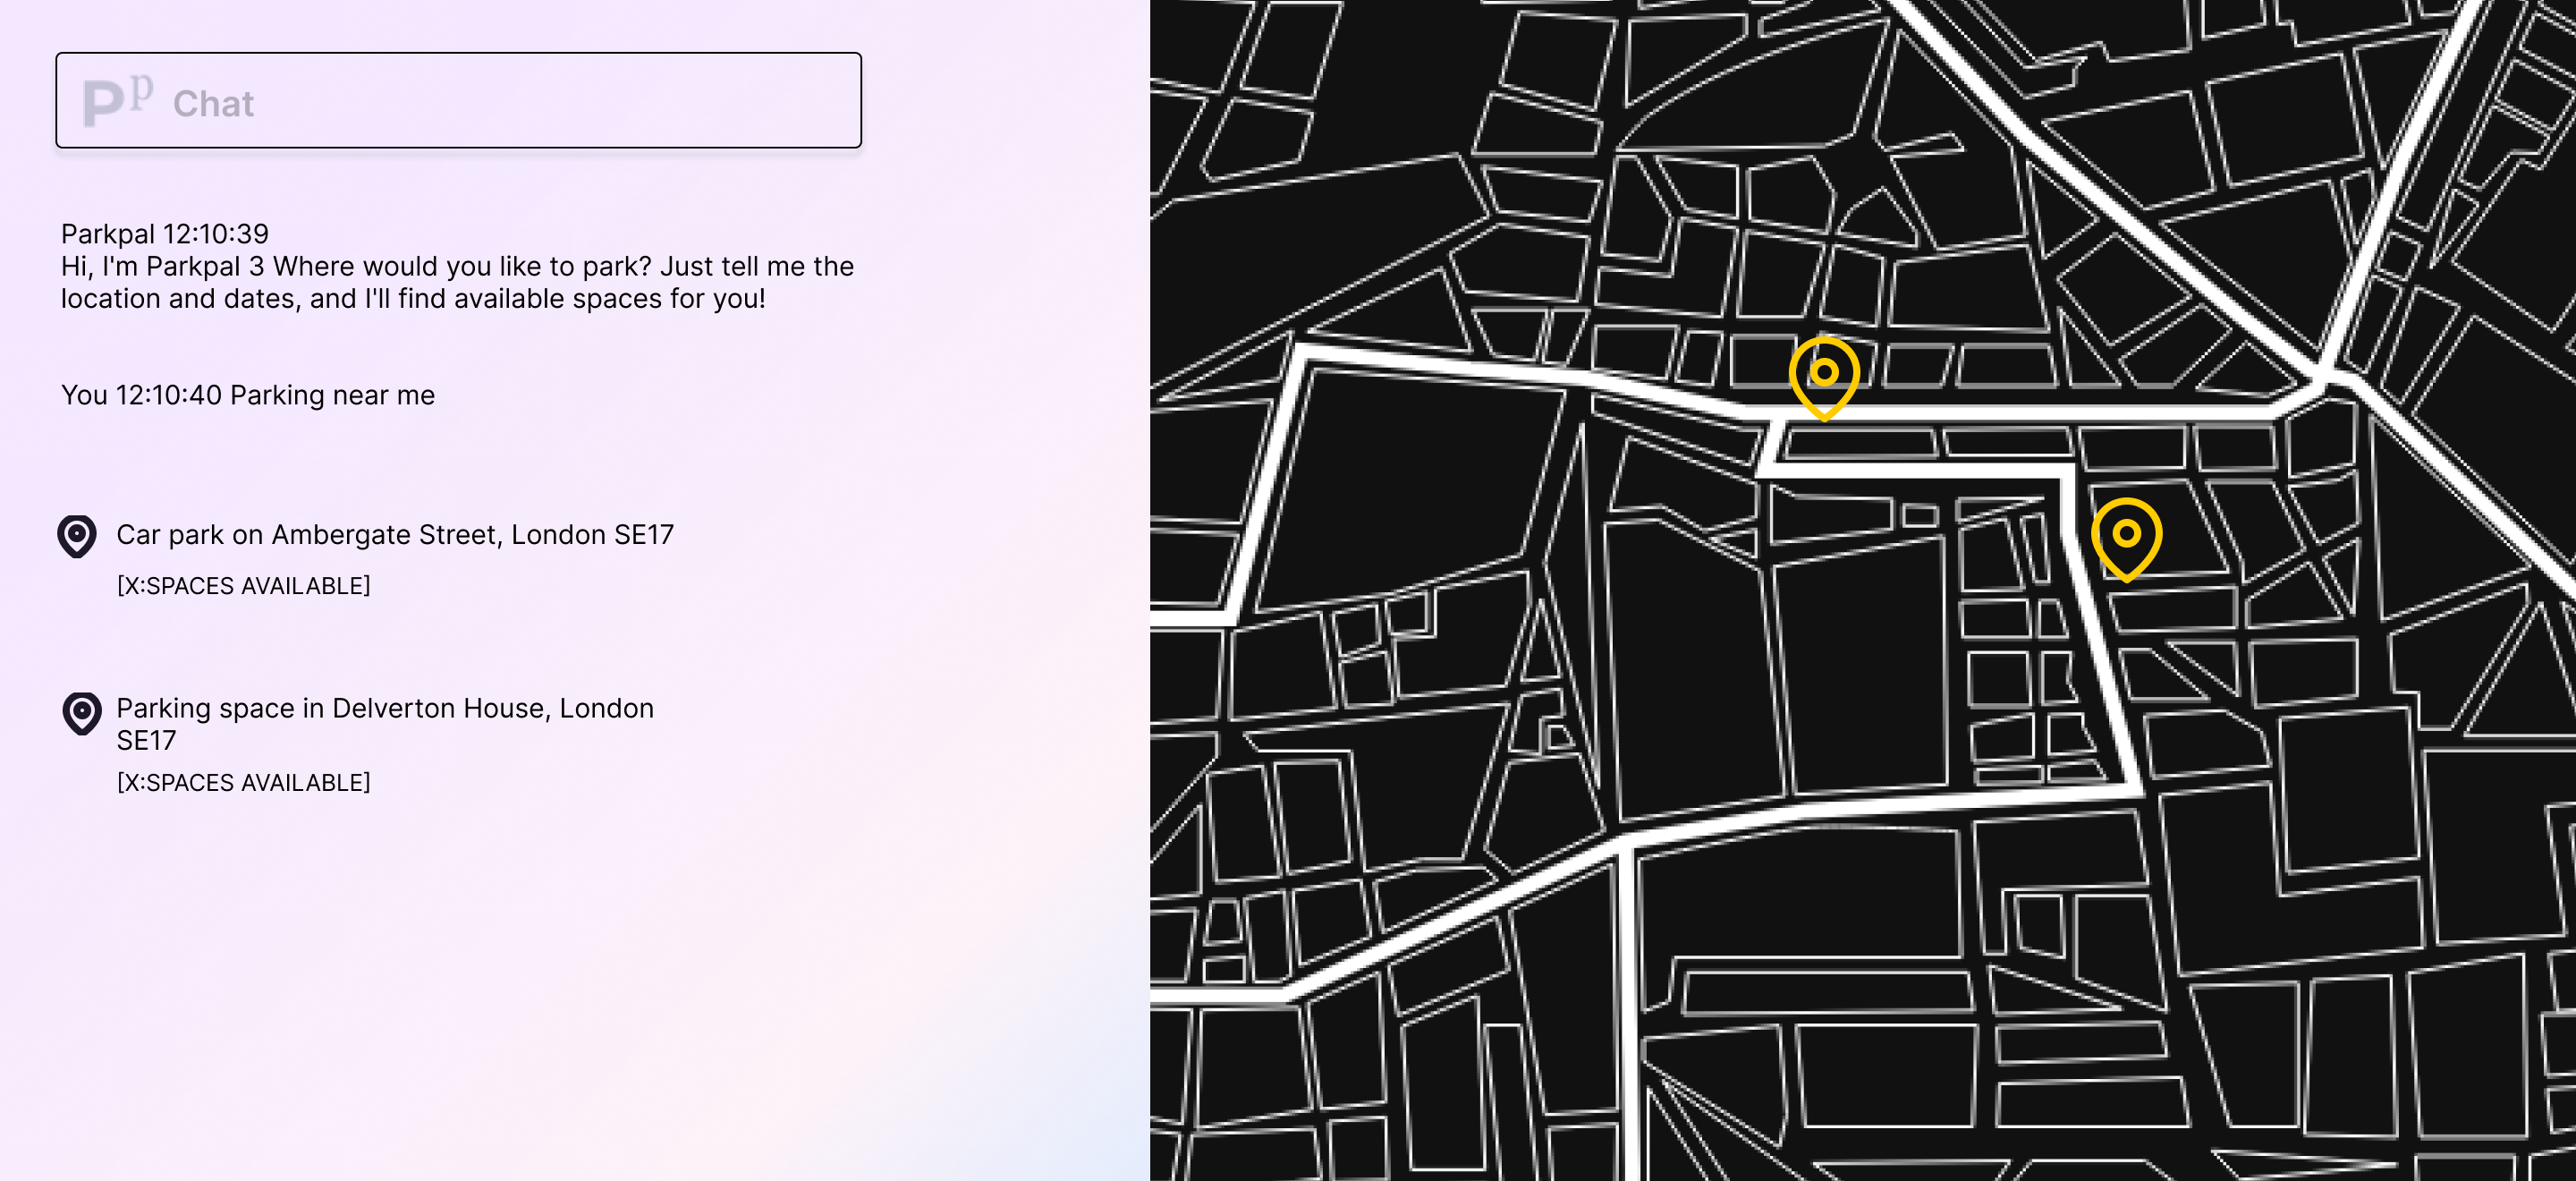 Pp Chat
Parkpal 12:10:39
Hi, I'm Parkpal 3 Where would you like to park? Just tell me the
location and dates, and I'll find available spaces for you!
You 12:10:40 Parking near me
Car park on Ambergate Street, London SE17
[X:SPACES AVAILABLE]
Parking space in Delverton House, London
SE17
[X:SPACES AVAILABLE]